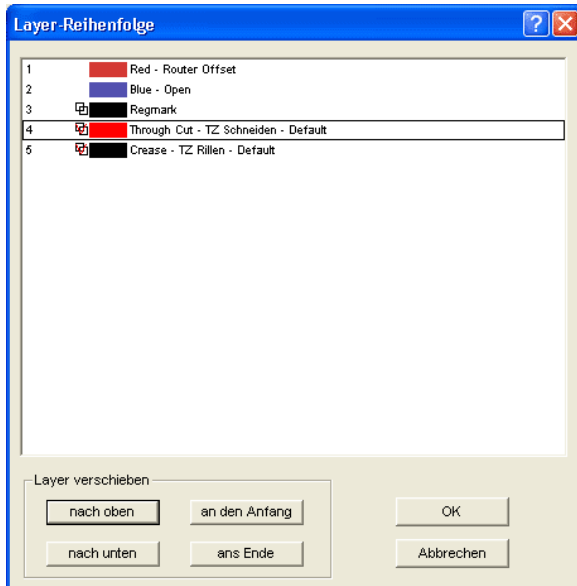 Layer-Reihenfolge
1 Red - Router Offset
2 Blue - Open
3 Regmark
4 Through Cut - TZ Schneiden - Default
5 Crease - TZ Rillen - Default
Layer verschieben
nach oben an den Anfang OK
nach unten ans Ende Abbrechen